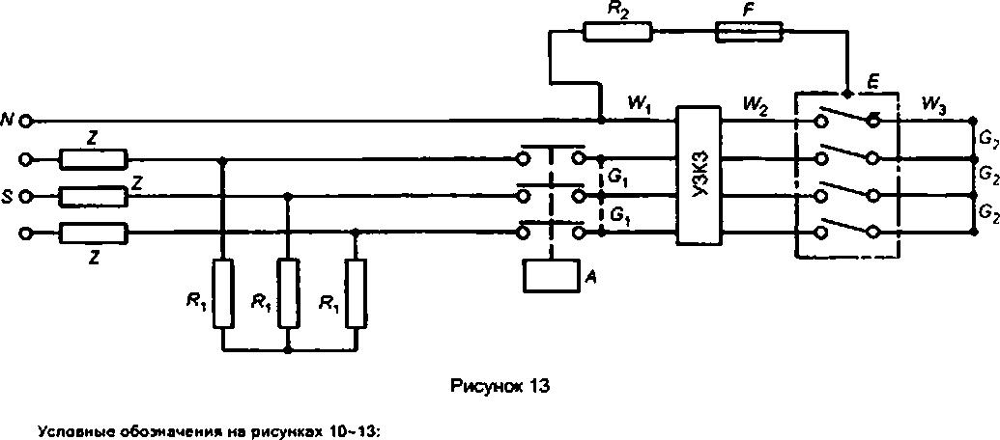 R₂ F
E
N W₁ W₂ W₃
Z
G₂
Z G₁ УЗКЗ G₂
S
G₁ G₂
Z
A
R₁ R₁ R₁
Рисунок 13
Условные обозначения на рисунках 10-13: